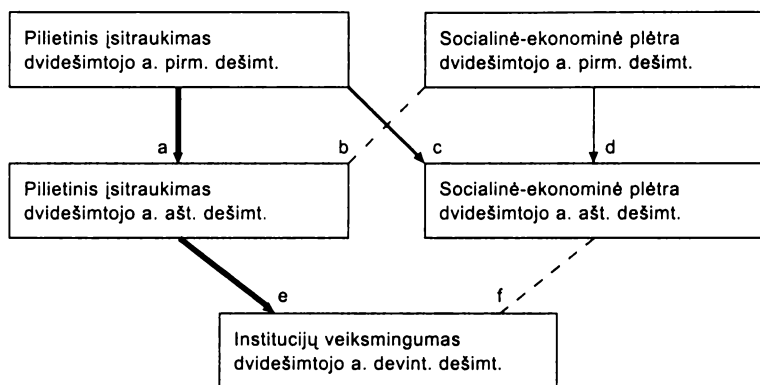 Pilietinis įsitraukimas
dvidešimtojo a. pirm. dešimt.
Socialinė-ekonominė plėtra
dvidešimtojo a. pirm. dešimt.
a
b
c
d
Pilietinis įsitraukimas
dvidešimtojo a. ašt. dešimt.
Socialinė-ekonominė plėtra
dvidešimtojo a. ašt. dešimt.
e
f
Institucijų veiksmingumas
dvidešimtojo a. devint. dešimt.